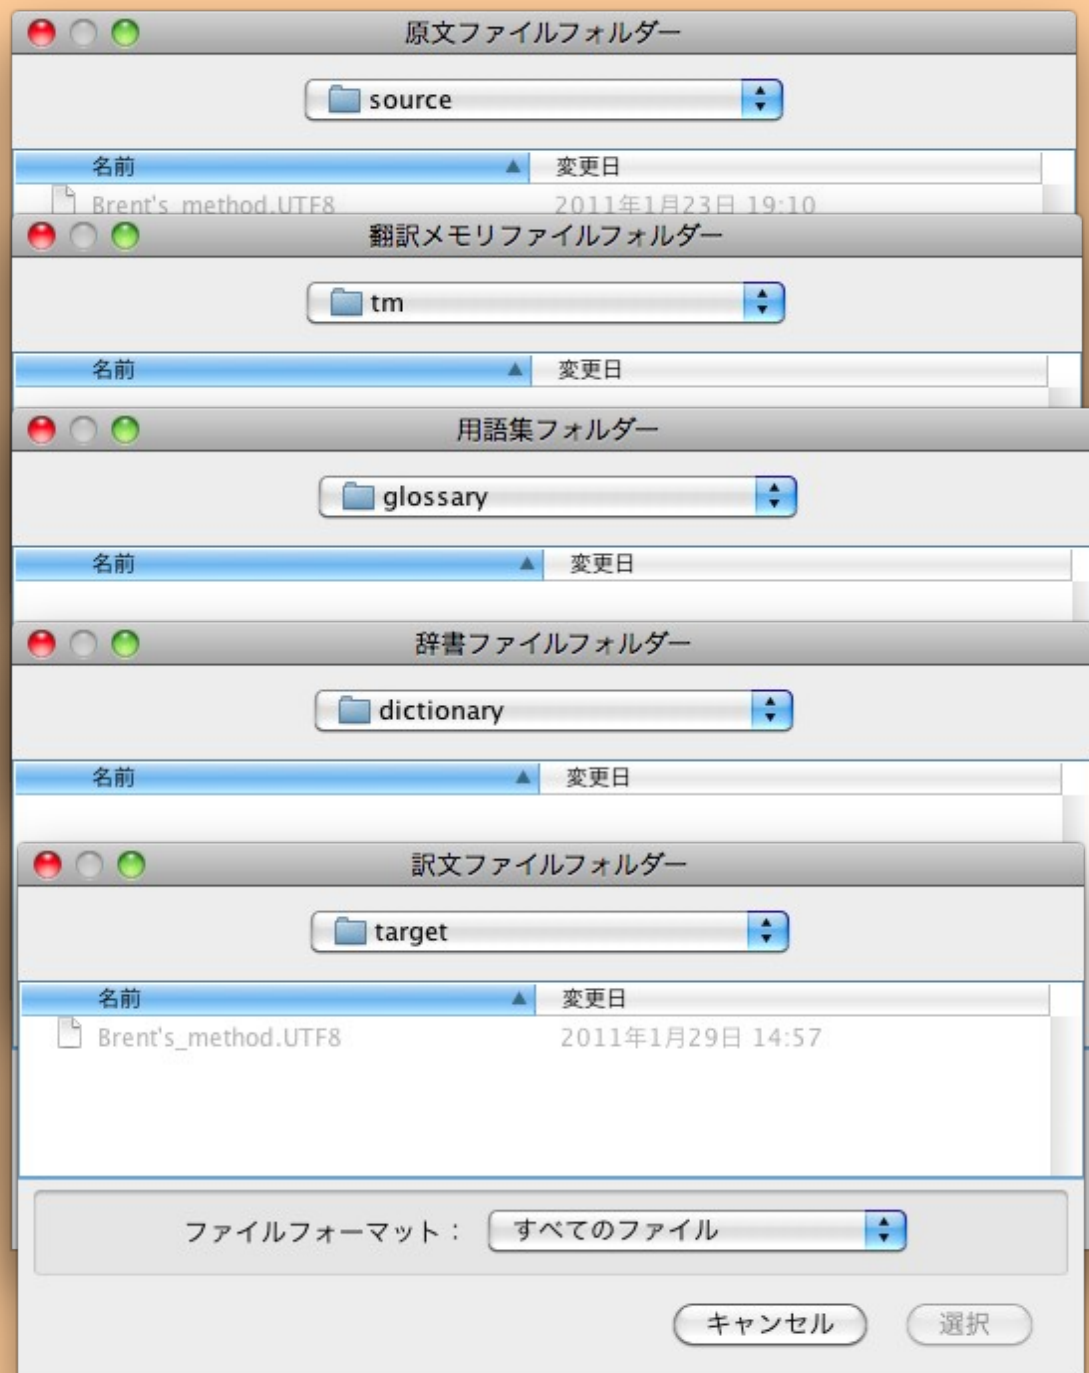 原文ファイルフォルダー
source
名前 変更日
Brent's_method.UTF8 2011年1月23日 19:10
翻訳メモリファイルフォルダー
tm
名前 変更日
用語集フォルダー
glossary
名前 変更日
辞書ファイルフォルダー
dictionary
名前 変更日
訳文ファイルフォルダー
target
名前 変更日
Brent's_method.UTF8 2011年1月29日 14:57
ファイルフォーマット： すべてのファイル
キャンセル 選択